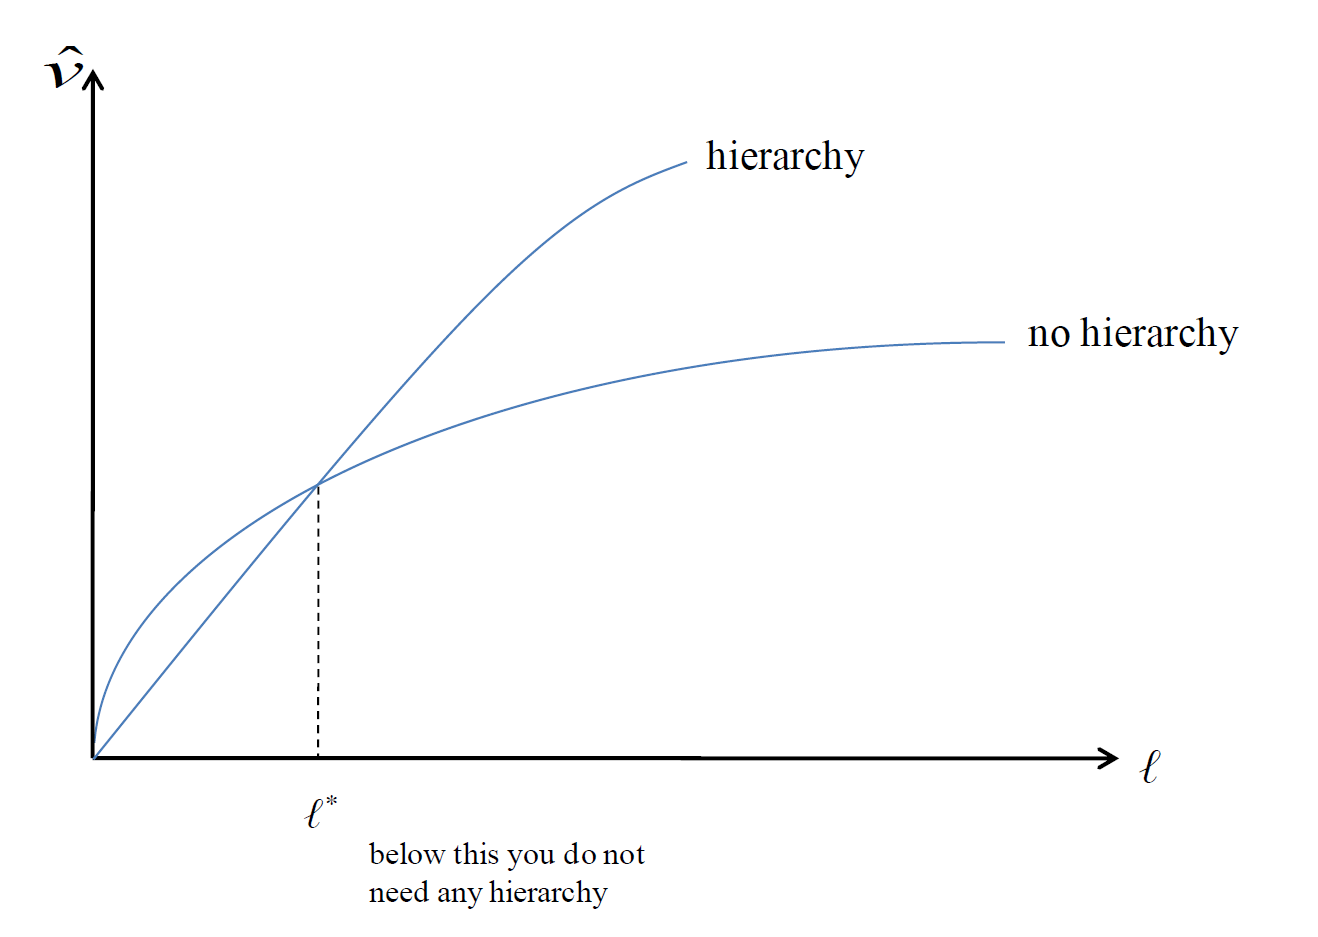 v̂
hierarchy
no hierarchy
ℓ
ℓ*
below this you do not
need any hierarchy